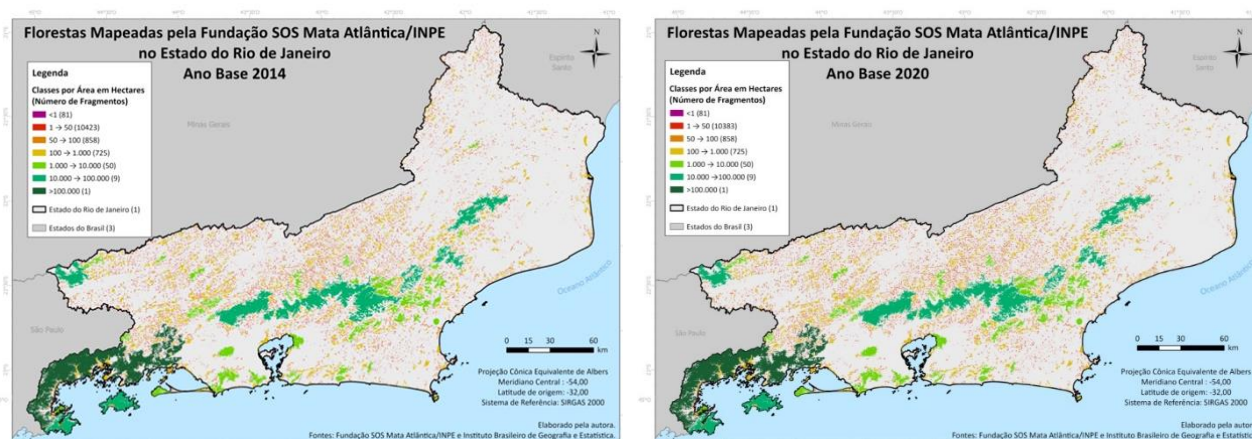 Florestas Mapeadas pela Fundação SOS Mata Atlântica/INPE
no Estado do Rio de Janeiro
Ano Base 2014
N
Espírito
Santo
Legenda
Classes por Área em Hectares
(Número de Fragmentos)
<1 (81)
1 → 50 (10423)
50 → 100 (858)
100 → 1.000 (725)
1.000 → 10.000 (50)
10.000 →100.000 (9)
>100.000 (1)
Estado do Rio de Janeiro (1)
Estados do Brasil (3)
Minas Gerais
São Paulo
Oceano Atlântico
0 15 30 60
km
Projeção Cônica Equivalente de Albers
Meridiano Central : -54,00
Latitude de origem: -32,00
Sistema de Referência: SIRGAS 2000
Elaborado pela autora.
Fontes: Fundação SOS Mata Atlântica/INPE e Instituto Brasileiro de Geografia e Estatística.
Florestas Mapeadas pela Fundação SOS Mata Atlântica/INPE
no Estado do Rio de Janeiro
Ano Base 2020
N
Espírito
Santo
Legenda
Classes por Área em Hectares
(Número de Fragmentos)
<1 (81)
1 → 50 (10383)
50 → 100 (858)
100 → 1.000 (725)
1.000 → 10.000 (50)
10.000 →100.000 (9)
>100.000 (1)
Estado do Rio de Janeiro (1)
Estados do Brasil (3)
Minas Gerais
São Paulo
Oceano Atlântico
0 15 30 60
km
Projeção Cônica Equivalente de Albers
Meridiano Central : -54,00
Latitude de origem: -32,00
Sistema de Referência: SIRGAS 2000
Elaborado pela autora.
Fontes: Fundação SOS Mata Atlântica/INPE e Instituto Brasileiro de Geografia e Estatística.